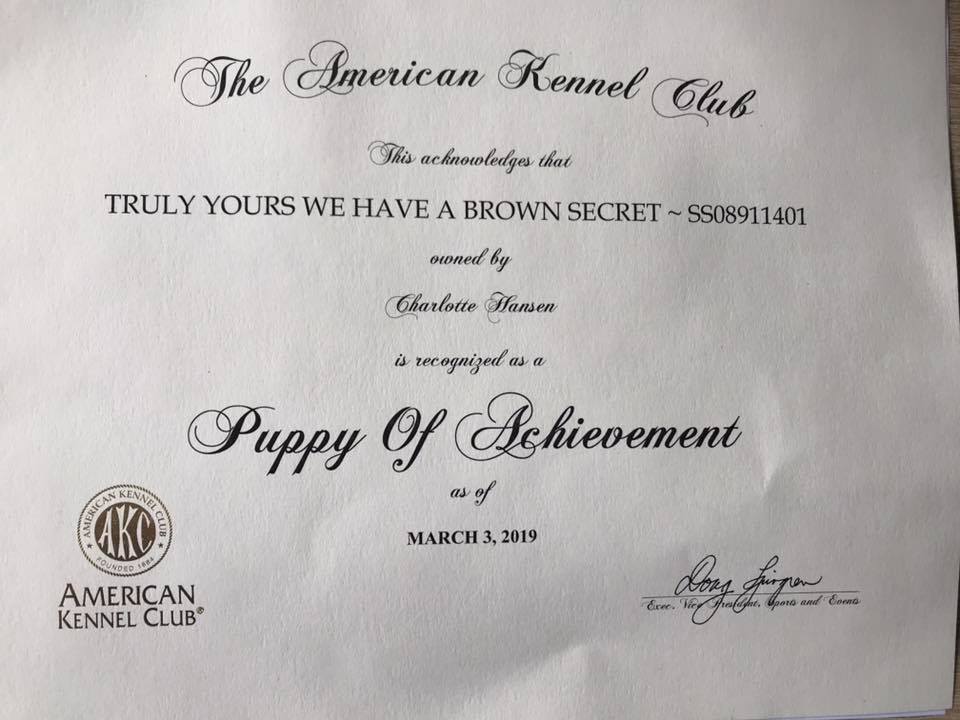 The American Kennel Club
This acknowledges that
TRULY YOURS WE HAVE A BROWN SECRET ~ SS08911401
owned by
Charlotte Hansen
is recognized as a
Puppy Of Achievement
as of
MARCH 3, 2019
AMERICAN KENNEL CLUB
AKC
FOUNDED 1884
AMERICAN
KENNEL CLUB®
Doug Ljungren
Exec. Vice President, Sports and Events